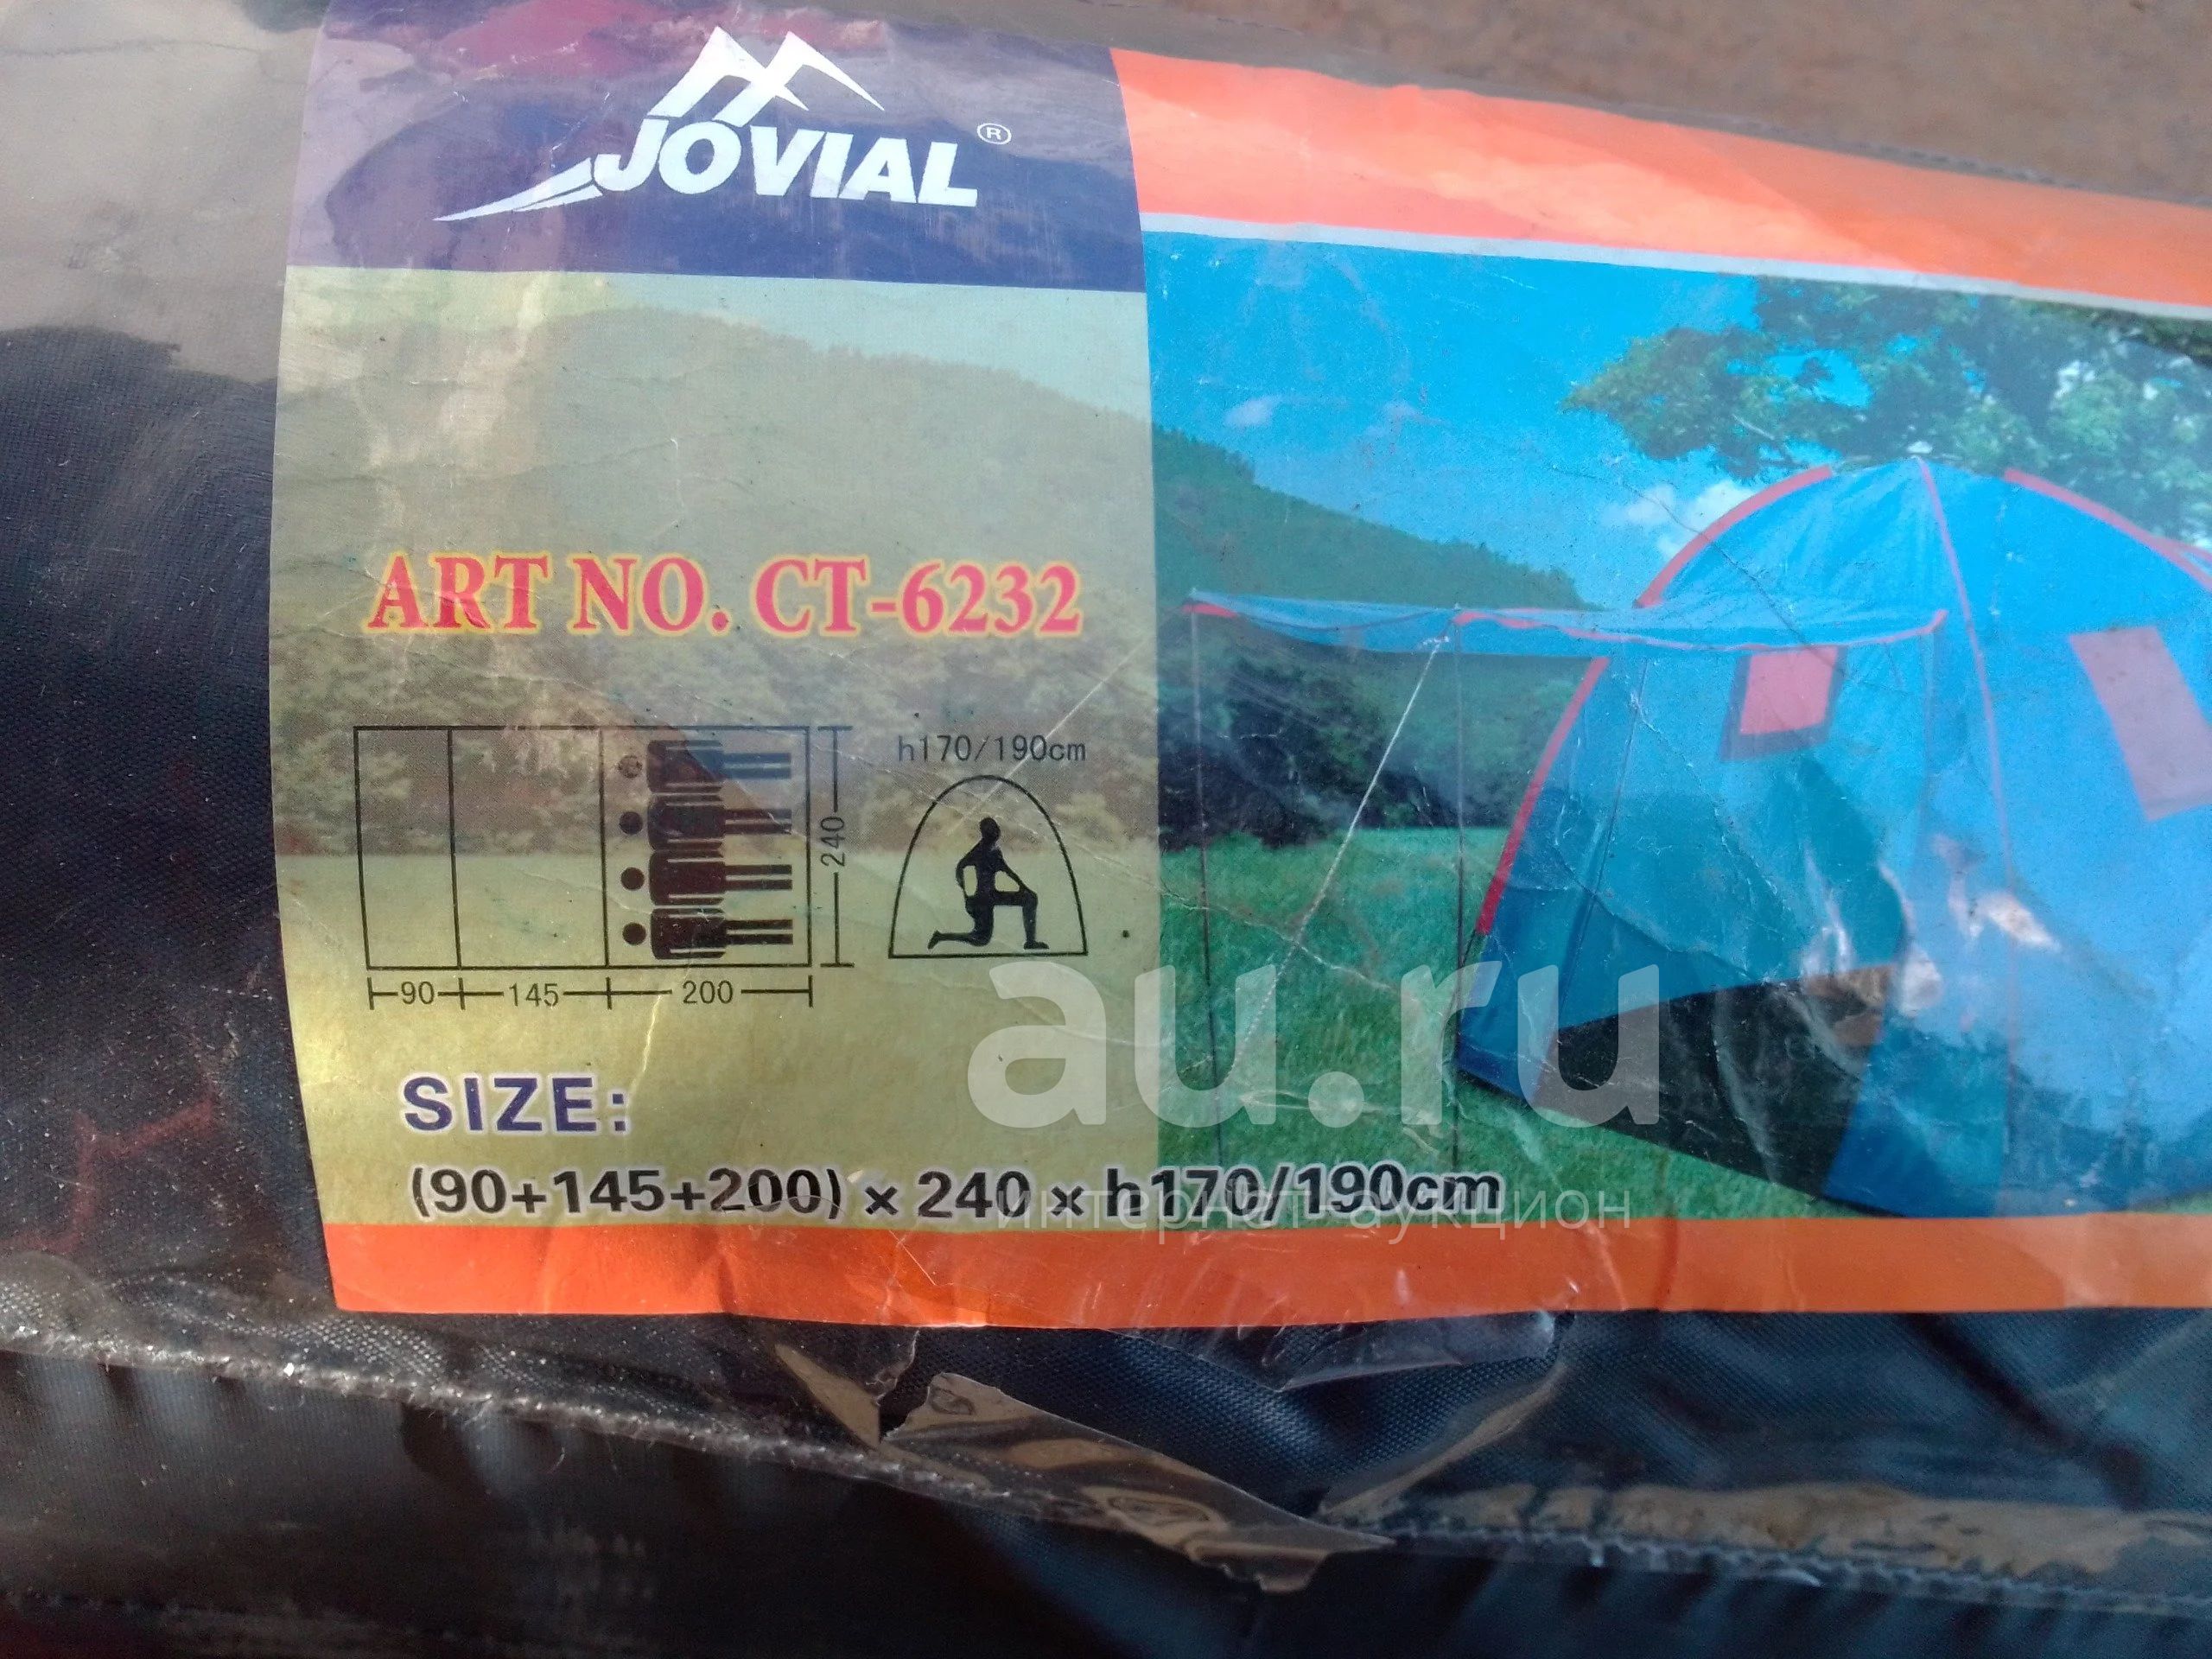 JOVIAL ®
ART NO. CT-6232
h170/190cm
240
90 145 200
SIZE:
(90+145+200) × 240 × h170/190cm
au.ru
интернет-аукцион